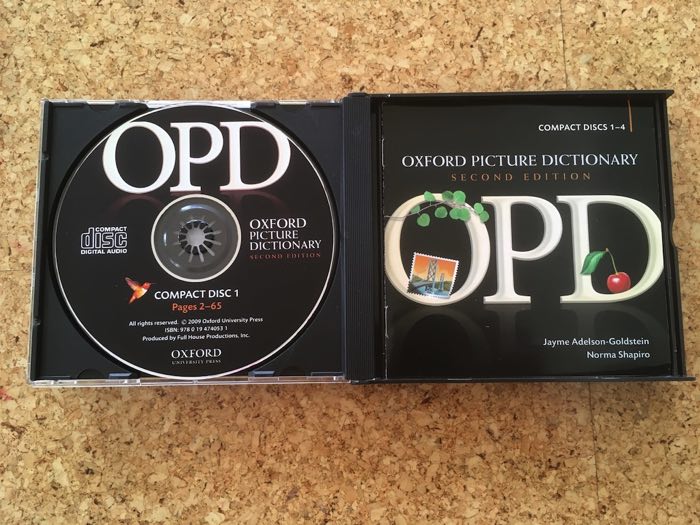 OPD
COMPACT
disc
DIGITAL AUDIO
OXFORD
PICTURE
DICTIONARY
SECOND EDITION
COMPACT DISC 1
Pages 2–65
All rights reserved. © 2009 Oxford University Press
ISBN: 978 0 19 474053 1
Produced by Full House Productions, Inc.
OXFORD
UNIVERSITY PRESS
COMPACT DISCS 1–4
OXFORD PICTURE DICTIONARY
SECOND EDITION
OPD
Jayme Adelson-Goldstein
Norma Shapiro